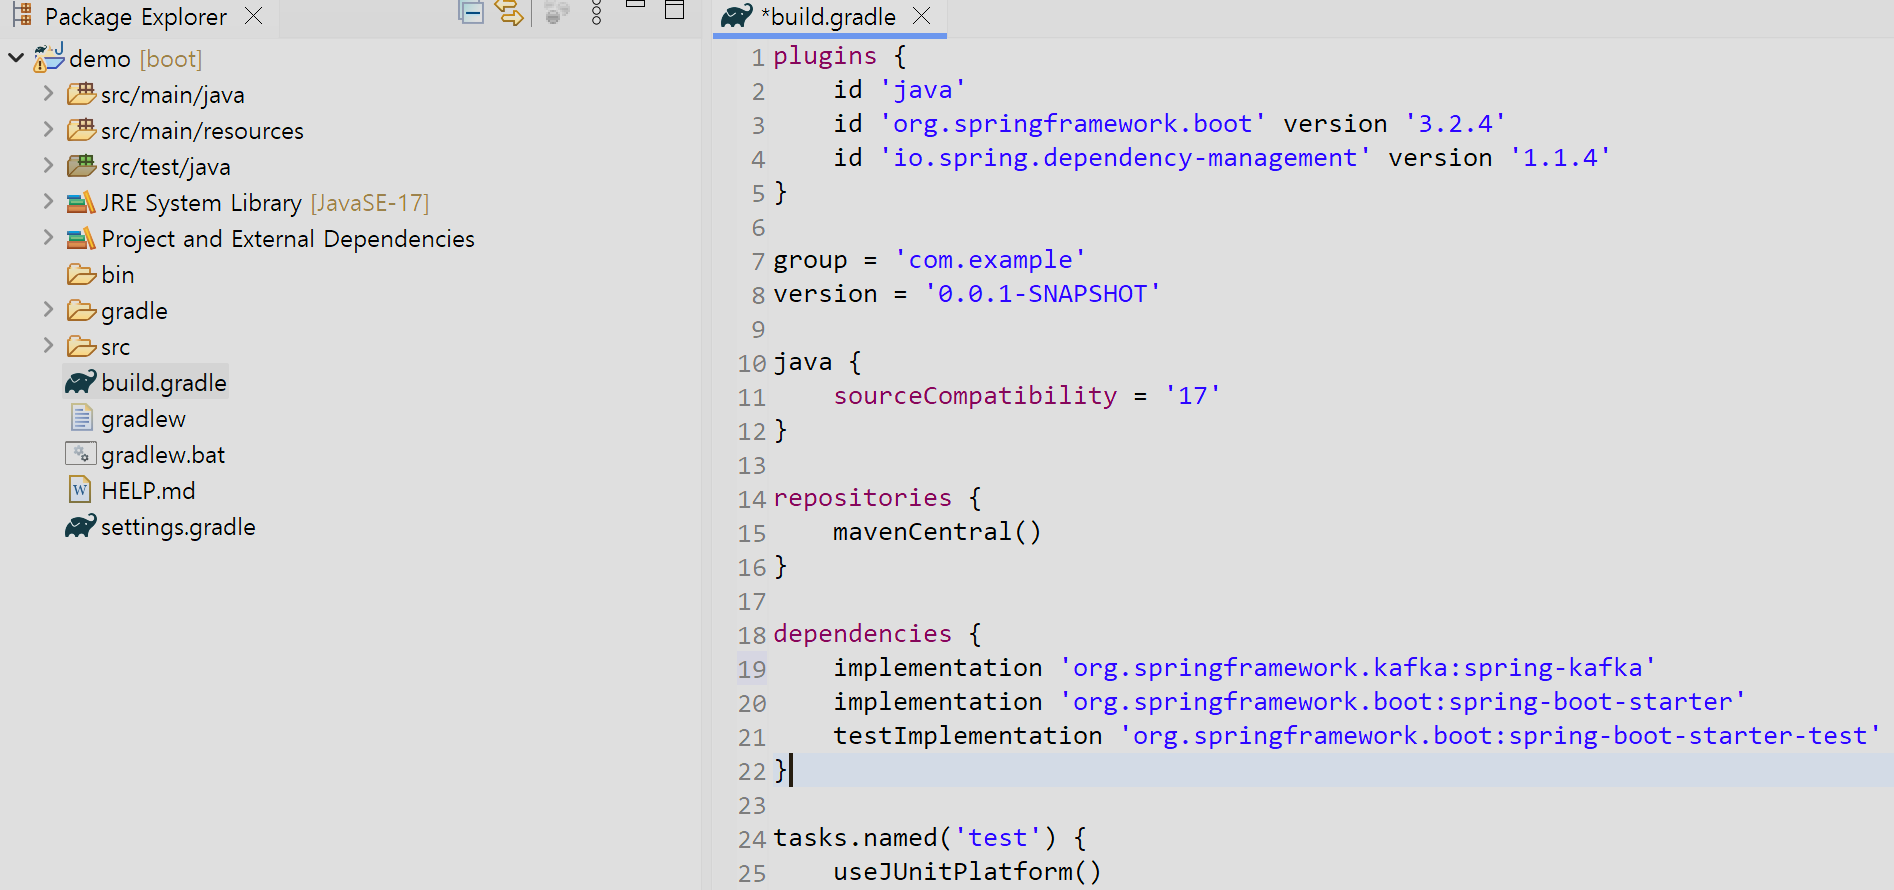 Package Explorer
demo [boot]
src/main/java
src/main/resources
src/test/java
JRE System Library [JavaSE-17]
Project and External Dependencies
bin
gradle
src
build.gradle
gradlew
gradlew.bat
HELP.md
settings.gradle
*build.gradle
1 plugins {
2     id 'java'
3     id 'org.springframework.boot' version '3.2.4'
4     id 'io.spring.dependency-management' version '1.1.4'
5 }
6
7 group = 'com.example'
8 version = '0.0.1-SNAPSHOT'
9
10 java {
11     sourceCompatibility = '17'
12 }
13
14 repositories {
15     mavenCentral()
16 }
17
18 dependencies {
19     implementation 'org.springframework.kafka:spring-kafka'
20     implementation 'org.springframework.boot:spring-boot-starter'
21     testImplementation 'org.springframework.boot:spring-boot-starter-test'
22 }
23
24 tasks.named('test') {
25     useJUnitPlatform()